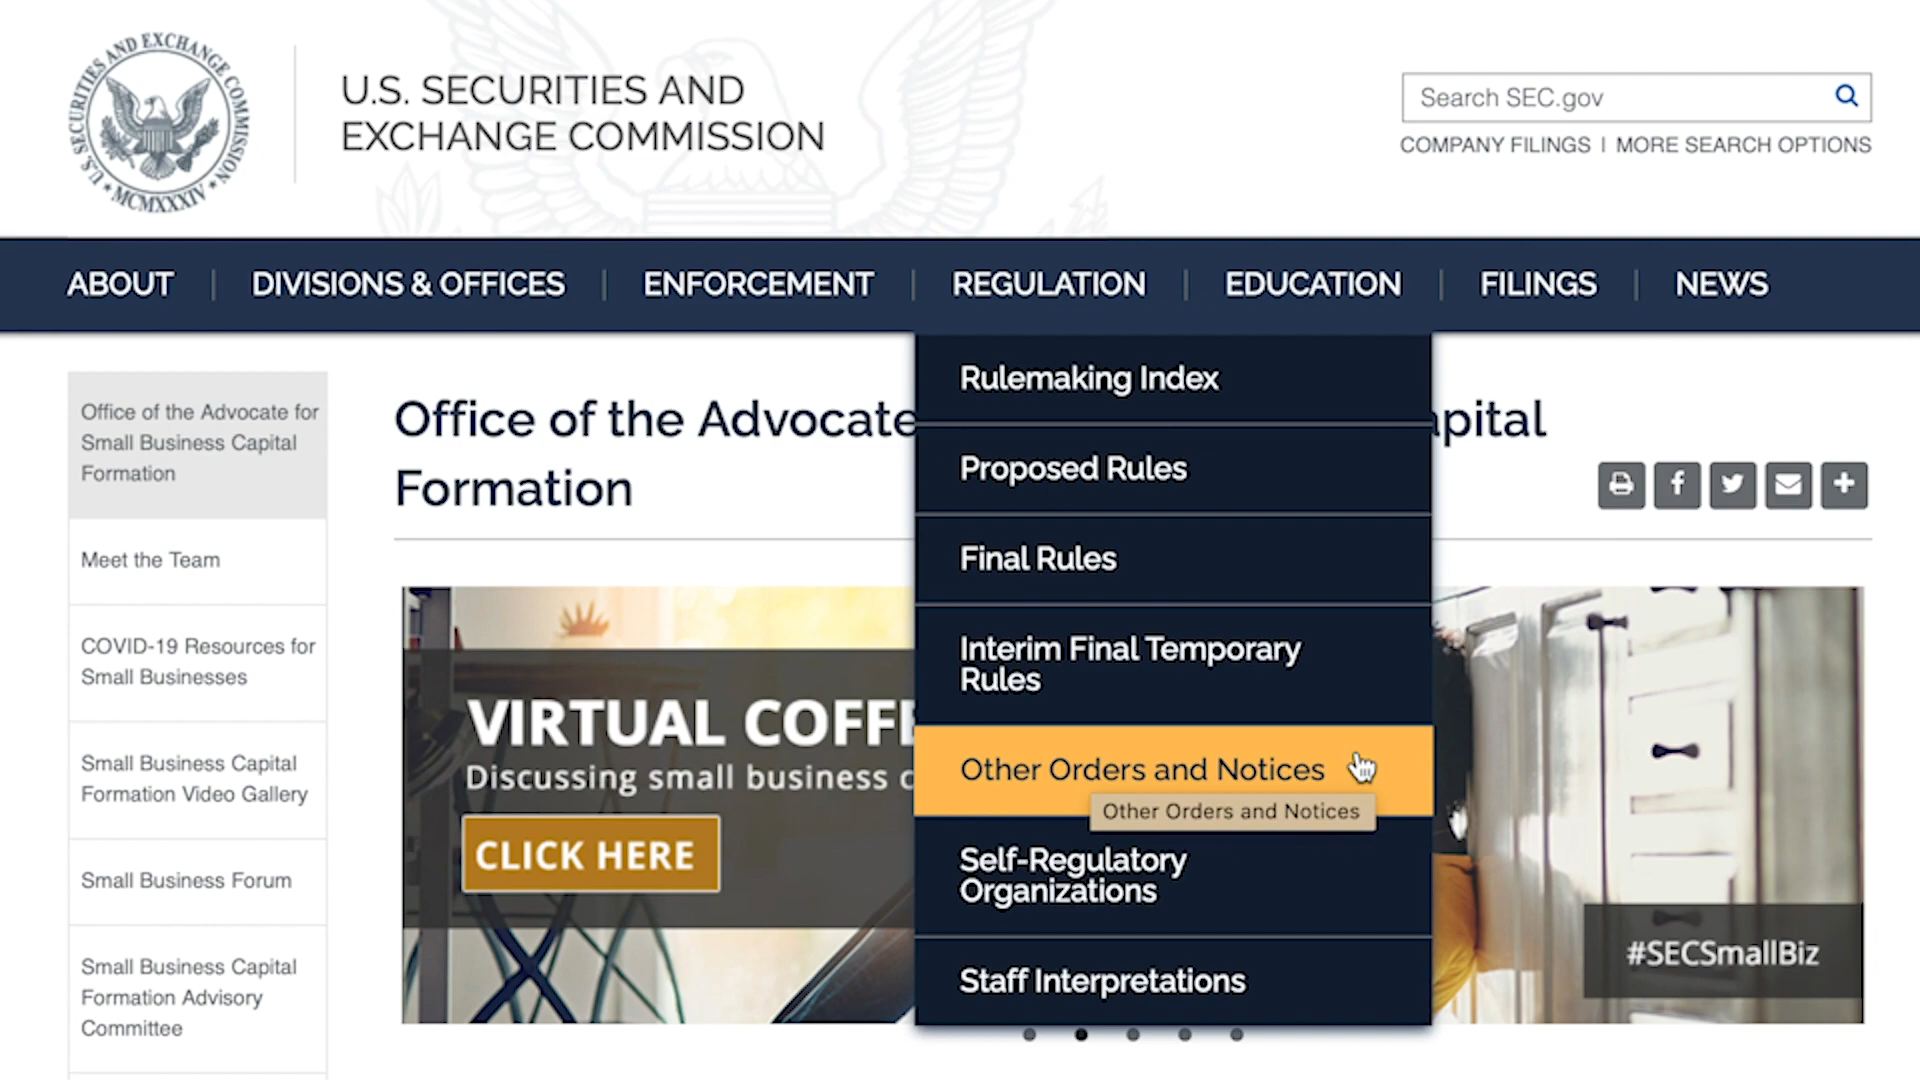 U.S. SECURITIES AND EXCHANGE COMMISSION
MCMXXXIV
U.S. SECURITIES AND
EXCHANGE COMMISSION
Search SEC.gov
COMPANY FILINGS | MORE SEARCH OPTIONS
ABOUT | DIVISIONS & OFFICES | ENFORCEMENT | REGULATION | EDUCATION | FILINGS | NEWS
Office of the Advocate for
Small Business Capital
Formation
Meet the Team
COVID-19 Resources for
Small Businesses
Small Business Capital
Formation Video Gallery
Small Business Forum
Small Business Capital
Formation Advisory
Committee
Office of the Advocate
Formation
Rulemaking Index
Proposed Rules
Final Rules
Interim Final Temporary
Rules
Other Orders and Notices
Other Orders and Notices
Self-Regulatory
Organizations
Staff Interpretations
VIRTUAL
Discussing small business
CLICK HERE
#SECSmallBiz